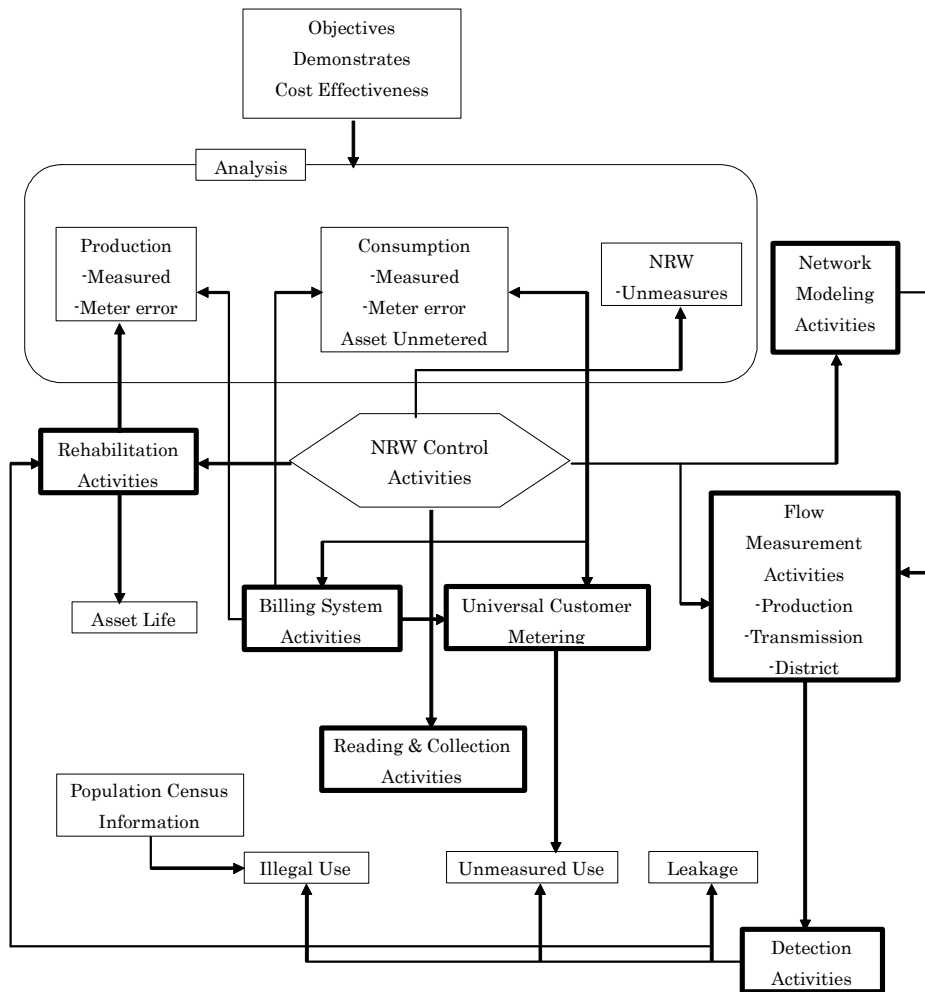 Objectives
Demonstrates
Cost Effectiveness
Analysis
Production
-Measured
-Meter error
Consumption
-Measured
-Meter error
Asset Unmetered
NRW
-Unmeasures
Network
Modeling
Activities
Rehabilitation
Activities
NRW Control
Activities
Flow
Measurement
Activities
-Production
-Transmission
-District
Asset Life
Billing System
Activities
Universal Customer
Metering
Reading & Collection
Activities
Population Census
Information
Illegal Use
Unmeasured Use
Leakage
Detection
Activities